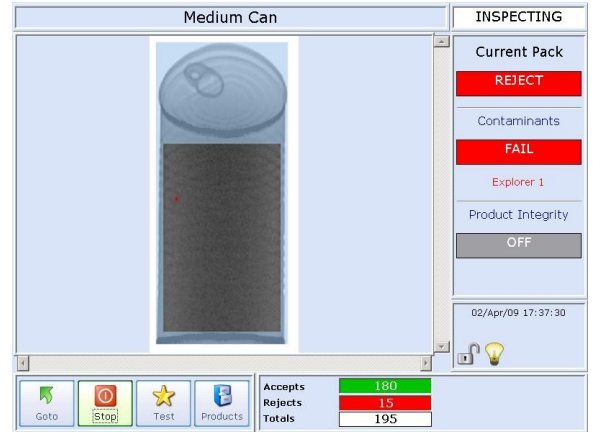 Medium Can
INSPECTING
Current Pack
REJECT
Contaminants
FAIL
Explorer 1
Product Integrity
OFF
02/Apr/09 17:37:30
Goto
Stop
Test
Products
Accepts 180
Rejects 15
Totals 195